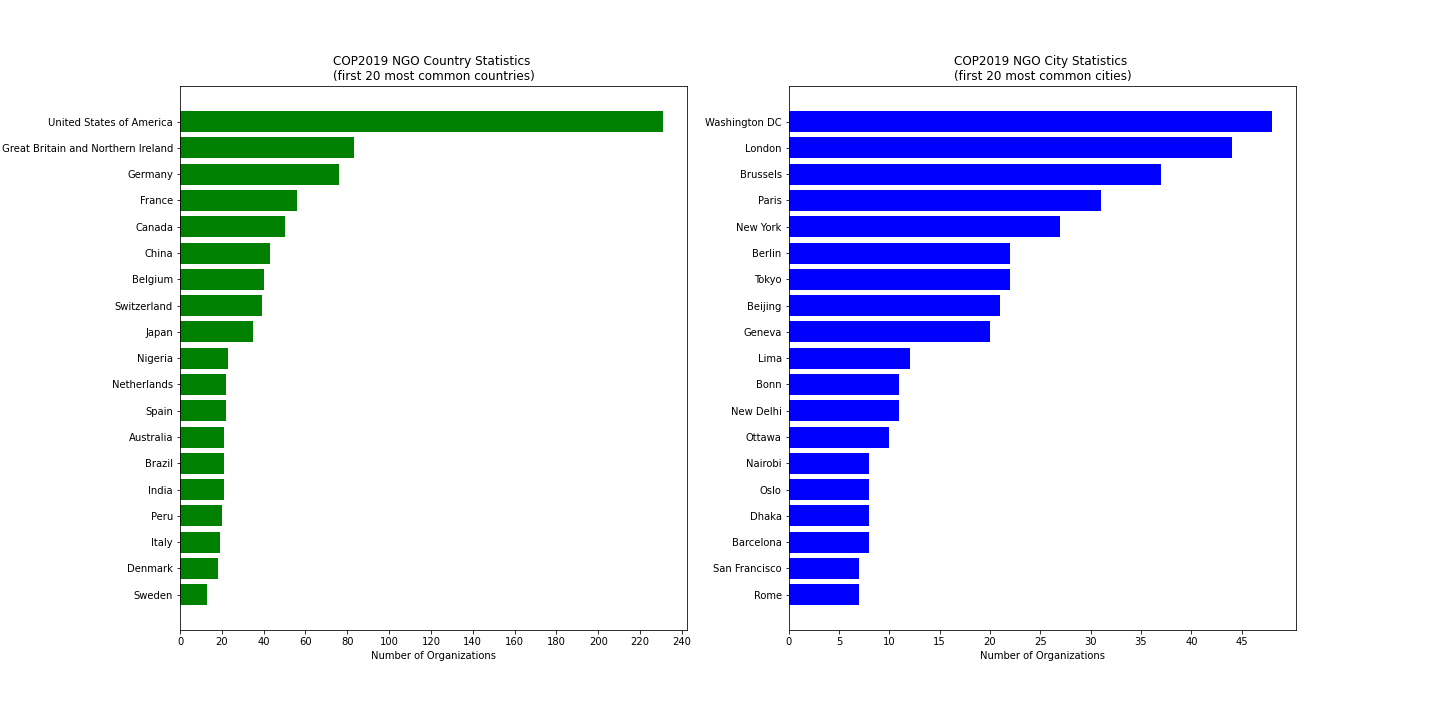 COP2019 NGO Country Statistics
(first 20 most common countries)
United States of America
Great Britain and Northern Ireland
Germany
France
Canada
China
Belgium
Switzerland
Japan
Nigeria
Netherlands
Spain
Australia
Brazil
India
Peru
Italy
Denmark
Sweden
0 20 40 60 80 100 120 140 160 180 200 220 240
Number of Organizations
COP2019 NGO City Statistics
(first 20 most common cities)
Washington DC
London
Brussels
Paris
New York
Berlin
Tokyo
Beijing
Geneva
Lima
Bonn
New Delhi
Ottawa
Nairobi
Oslo
Dhaka
Barcelona
San Francisco
Rome
0 5 10 15 20 25 30 35 40 45
Number of Organizations